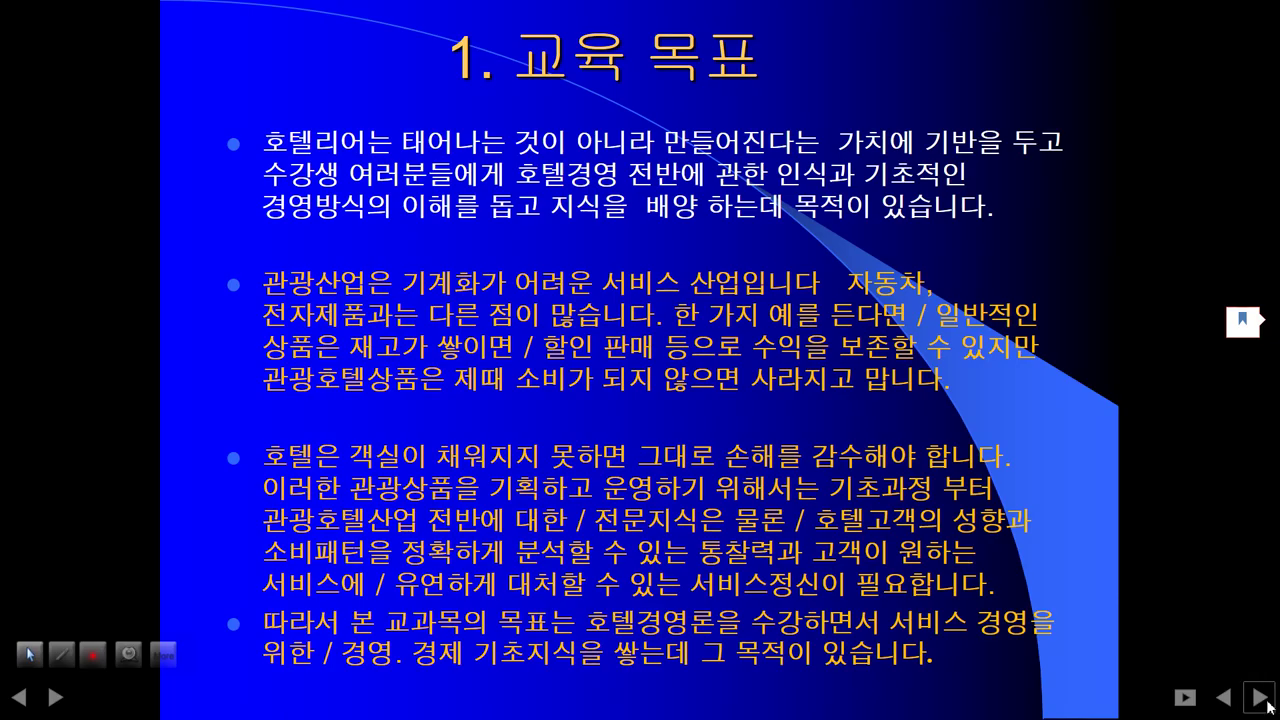 1. 교육 목표
호텔리어는 태어나는 것이 아니라 만들어진다는 가치에 기반을 두고
수강생 여러분들에게 호텔경영 전반에 관한 인식과 기초적인
경영방식의 이해를 돕고 지식을 배양 하는데 목적이 있습니다.
관광산업은 기계화가 어려운 서비스 산업입니다 자동차,
전자제품과는 다른 점이 많습니다. 한 가지 예를 든다면 / 일반적인
상품은 재고가 쌓이면 / 할인 판매 등으로 수익을 보존할 수 있지만
관광호텔상품은 제때 소비가 되지 않으면 사라지고 맙니다.
호텔은 객실이 채워지지 못하면 그대로 손해를 감수해야 합니다.
이러한 관광상품을 기획하고 운영하기 위해서는 기초과정 부터
관광호텔산업 전반에 대한 / 전문지식은 물론 / 호텔고객의 성향과
소비패턴을 정확하게 분석할 수 있는 통찰력과 고객이 원하는
서비스에 / 유연하게 대처할 수 있는 서비스정신이 필요합니다.
따라서 본 교과목의 목표는 호텔경영론을 수강하면서 서비스 경영을
위한 / 경영. 경제 기초지식을 쌓는데 그 목적이 있습니다.
More